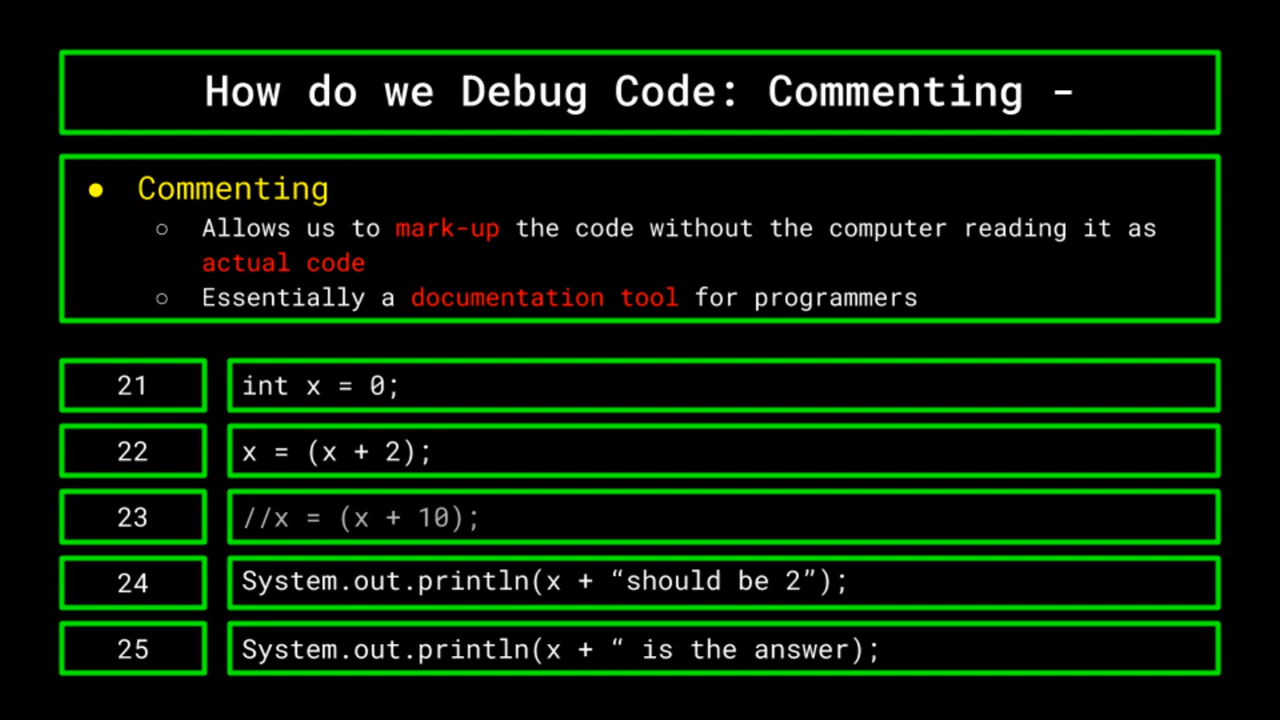 How do we Debug Code: Commenting -
● Commenting
○ Allows us to mark-up the code without the computer reading it as
actual code
○ Essentially a documentation tool for programmers
21 int x = 0;
22 x = (x + 2);
23 //x = (x + 10);
24 System.out.println(x + “should be 2”);
25 System.out.println(x + “ is the answer);